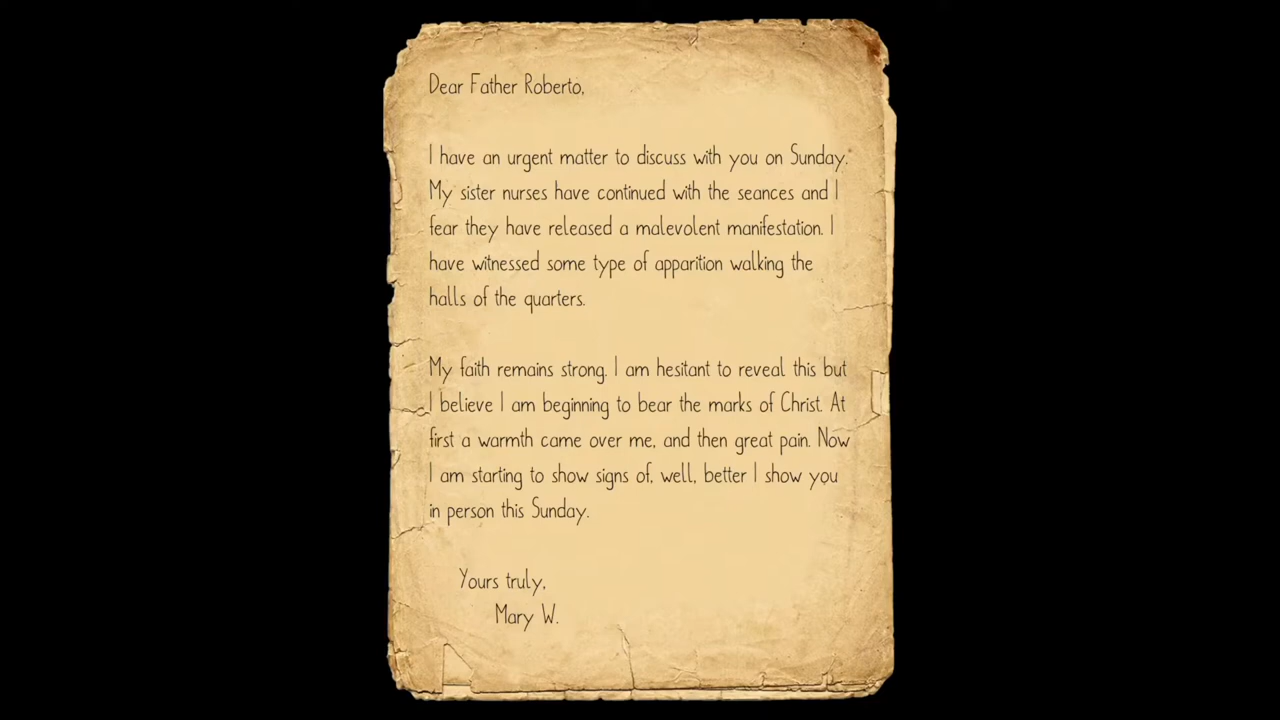 Dear Father Roberto,
I have an urgent matter to discuss with you on Sunday.
My sister nurses have continued with the seances and I
fear they have released a malevolent manifestation. I
have witnessed some type of apparition walking the
halls of the quarters.
My faith remains strong. I am hesitant to reveal this but
I believe I am beginning to bear the marks of Christ. At
first a warmth came over me, and then great pain. Now
I am starting to show signs of, well, better I show you
in person this Sunday.
Yours truly,
Mary W.